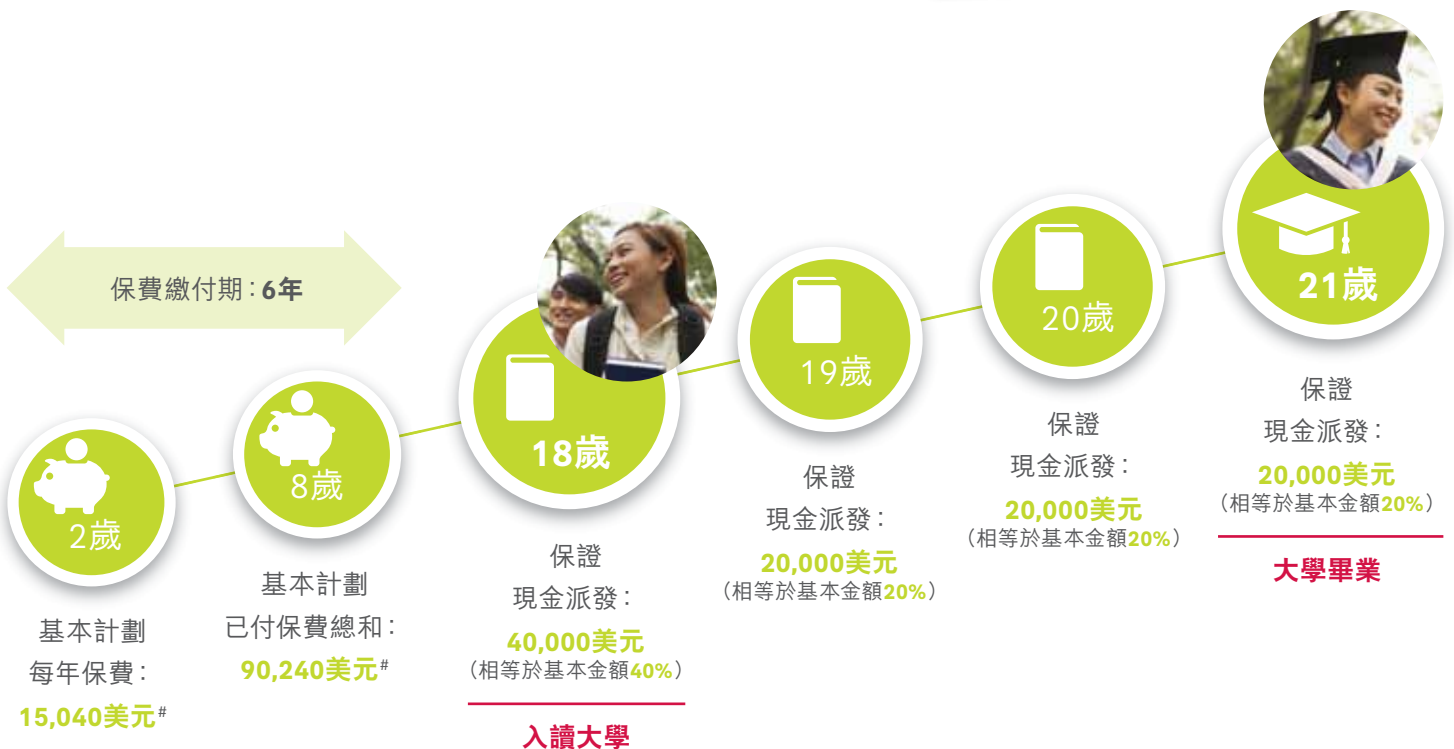 保費繳付期：6年
2歲
基本計劃
每年保費：
15,040美元#
8歲
基本計劃
已付保費總和：
90,240美元#
18歲
保證
現金派發：
40,000美元
（相等於基本金額40%）
入讀大學
19歲
保證
現金派發：
20,000美元
（相等於基本金額20%）
20歲
保證
現金派發：
20,000美元
（相等於基本金額20%）
21歲
保證
現金派發：
20,000美元
（相等於基本金額20%）
大學畢業